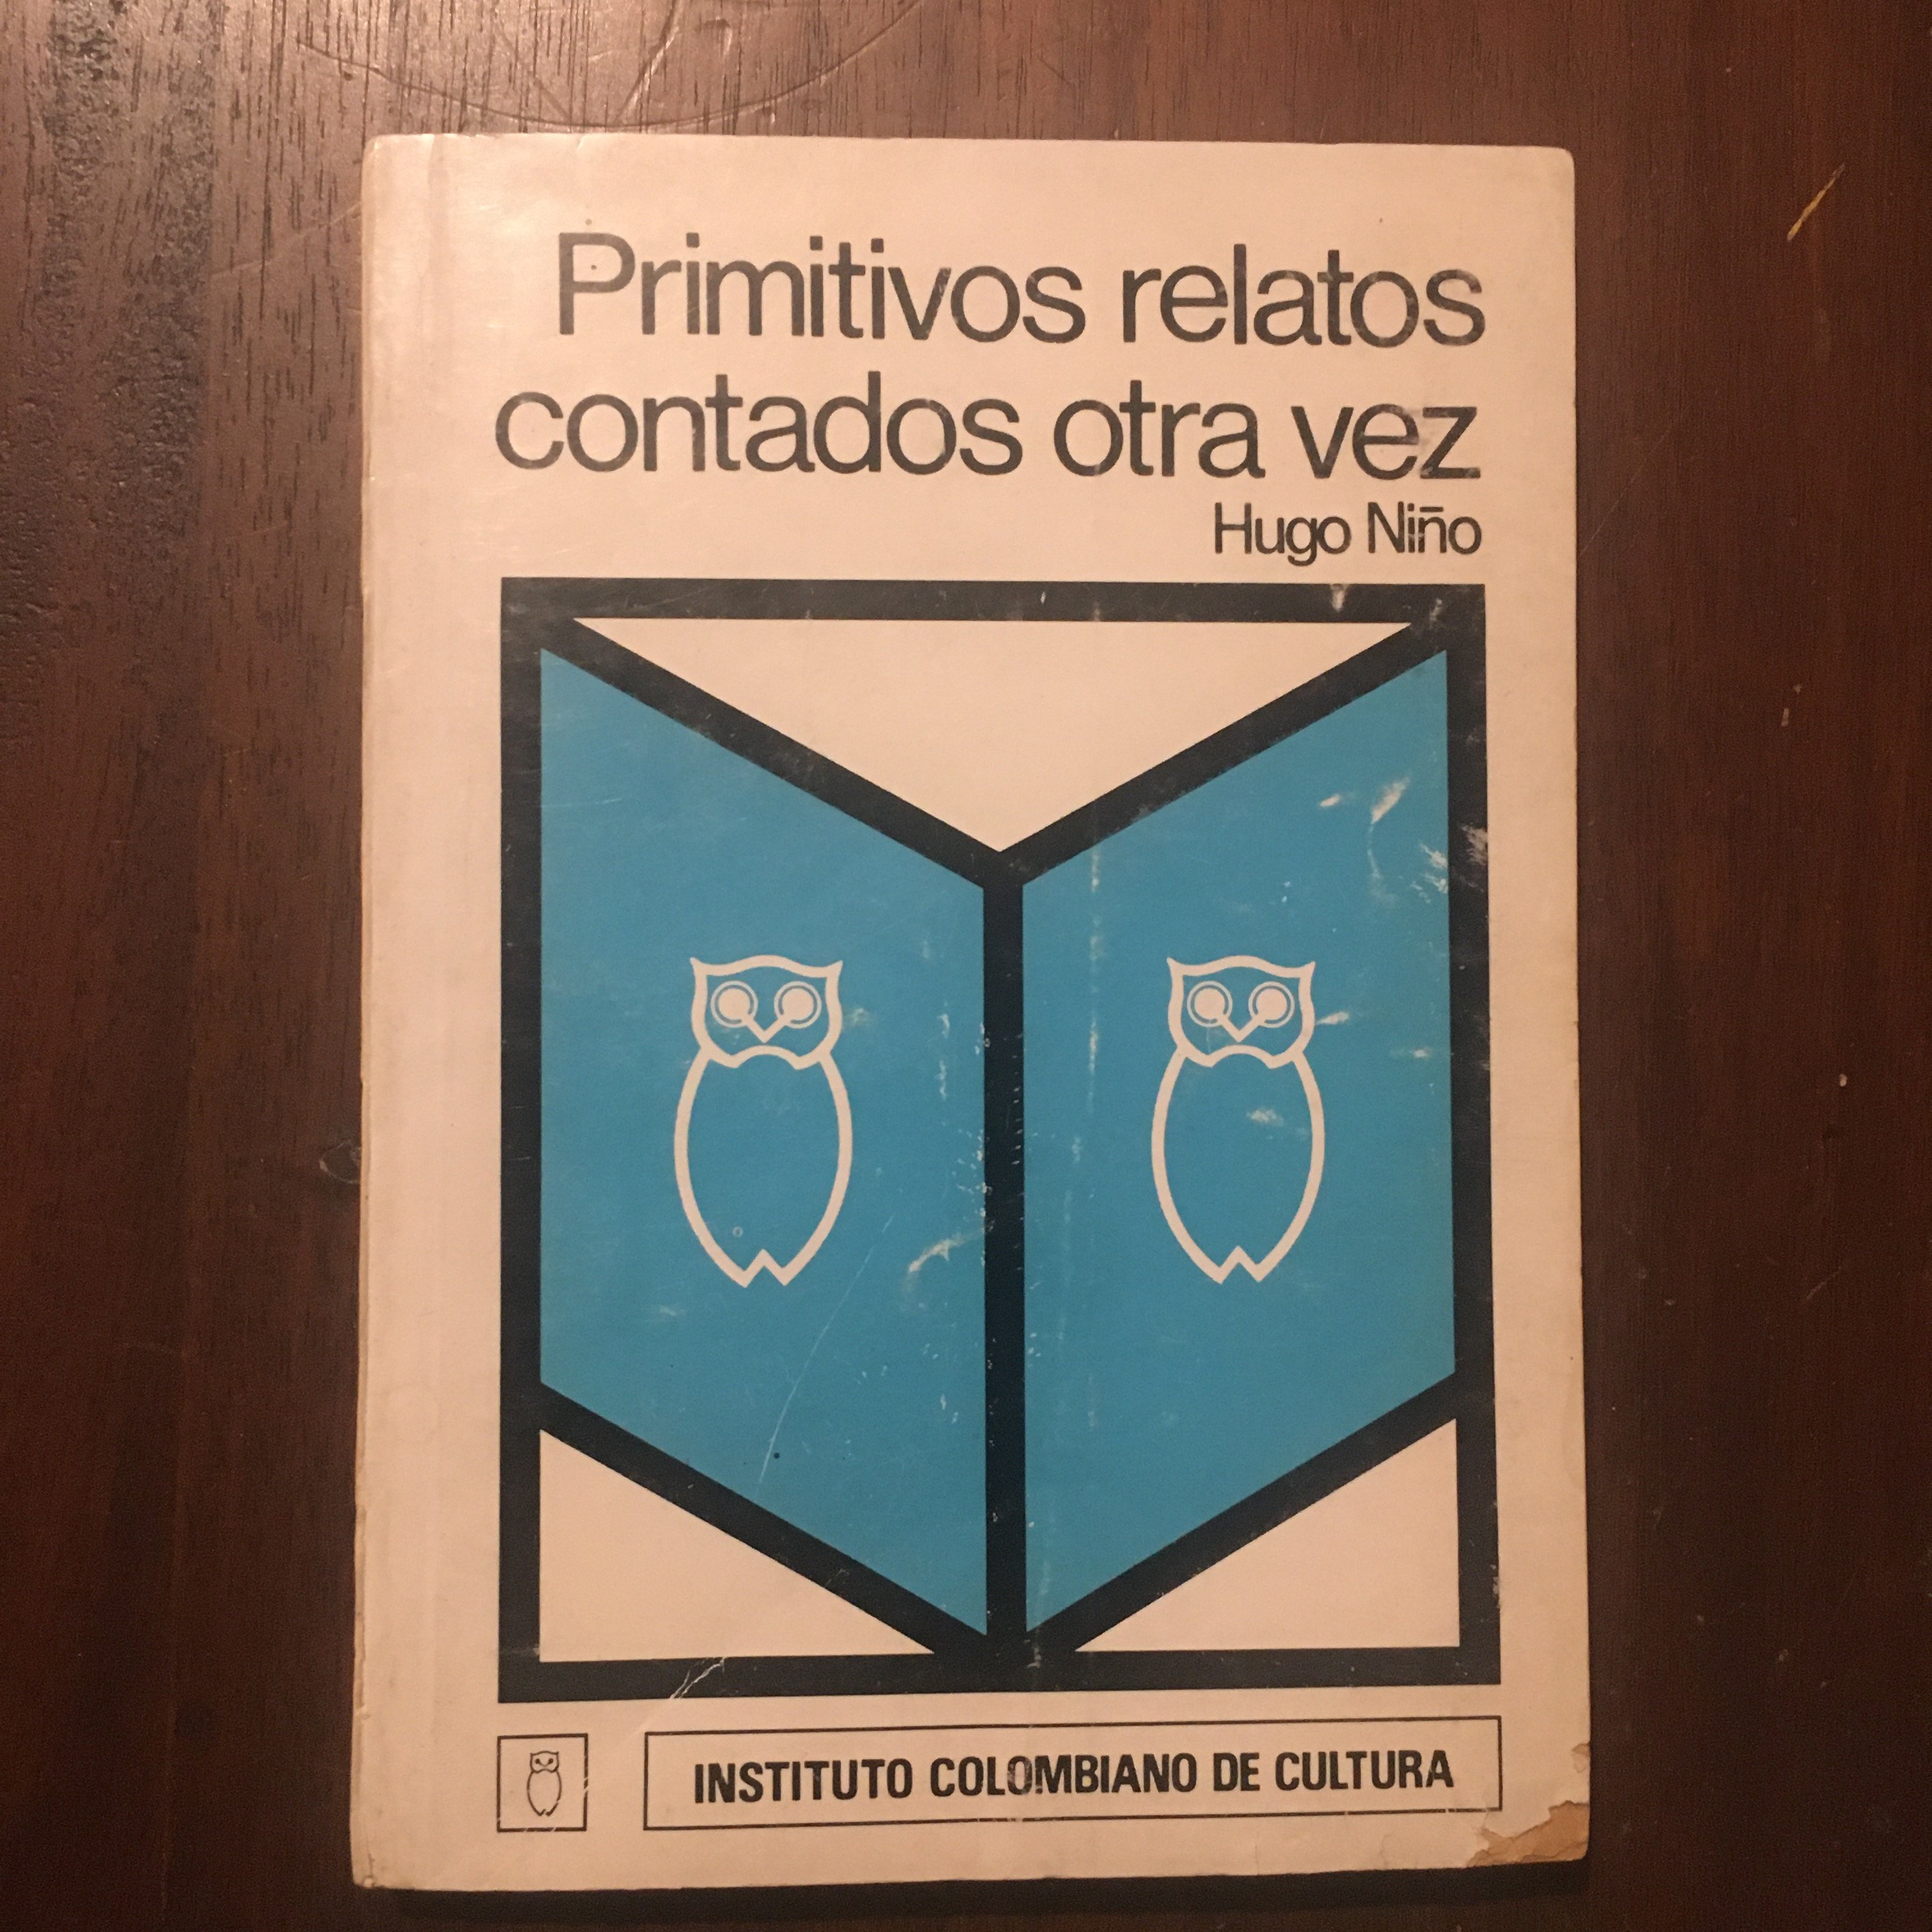 Primitivos relatos
contados otra vez
Hugo Niño
INSTITUTO COLOMBIANO DE CULTURA